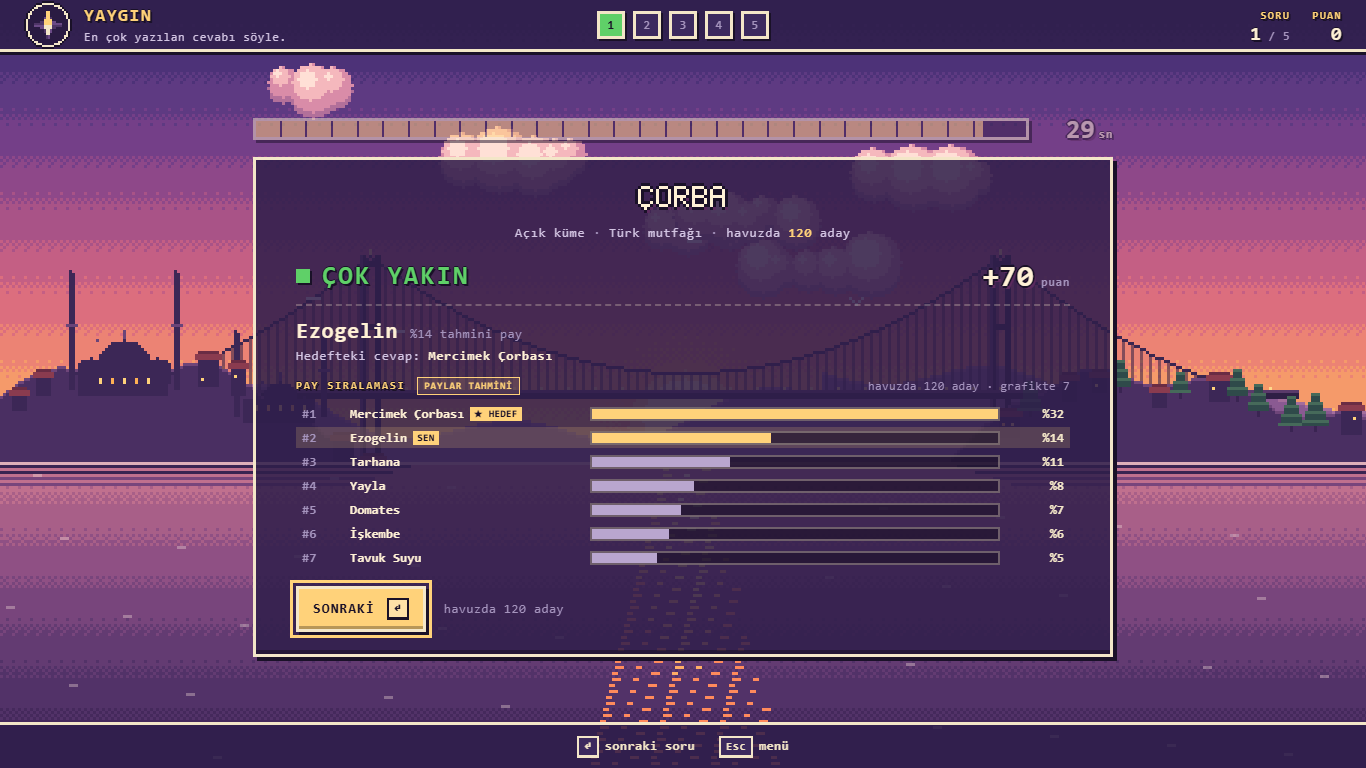 YAYGIN
En çok yazılan cevabı söyle.
1 2 3 4 5
SORU PUAN
1 / 5 0
29 sn
ÇORBA
Açık küme · Türk mutfağı · havuzda 120 aday
ÇOK YAKIN +70 puan
Ezogelin %14 tahmini pay
Hedefteki cevap: Mercimek Çorbası
PAY SIRALAMASI PAYLAR TAHMİNİ havuzda 120 aday · grafikte 7
#1 Mercimek Çorbası ★ HEDEF %32
#2 Ezogelin SEN %14
#3 Tarhana %11
#4 Yayla %8
#5 Domates %7
#6 İşkembe %6
#7 Tavuk Suyu %5
SONRAKİ ↵ havuzda 120 aday
↵ sonraki soru Esc menü